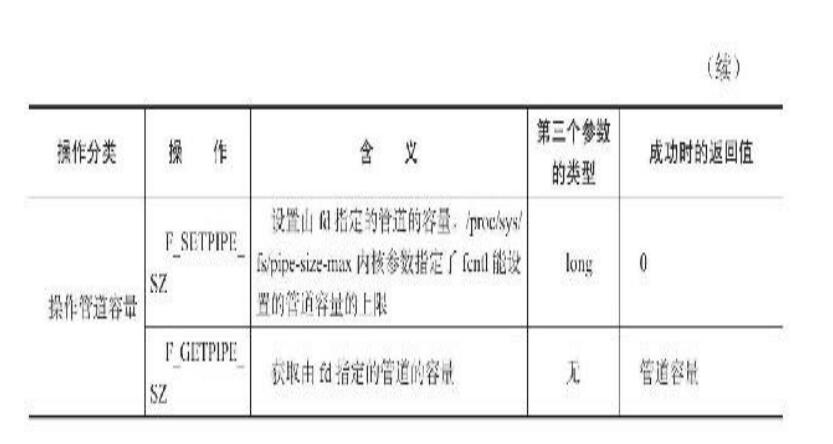 （续）
操作分类 操 作 含 义 第三个参数
的类型 成功时的返回值
操作管道容量 F_SETPIPE_
SZ 设置由 fd 指定的管道的容量。/proc/sys/
fs/pipe-size-max 内核参数指定了 fcntl 能设
置的管道容量的上限 long 0
F_GETPIPE_
SZ 获取由 fd 指定的管道的容量 无 管道容量